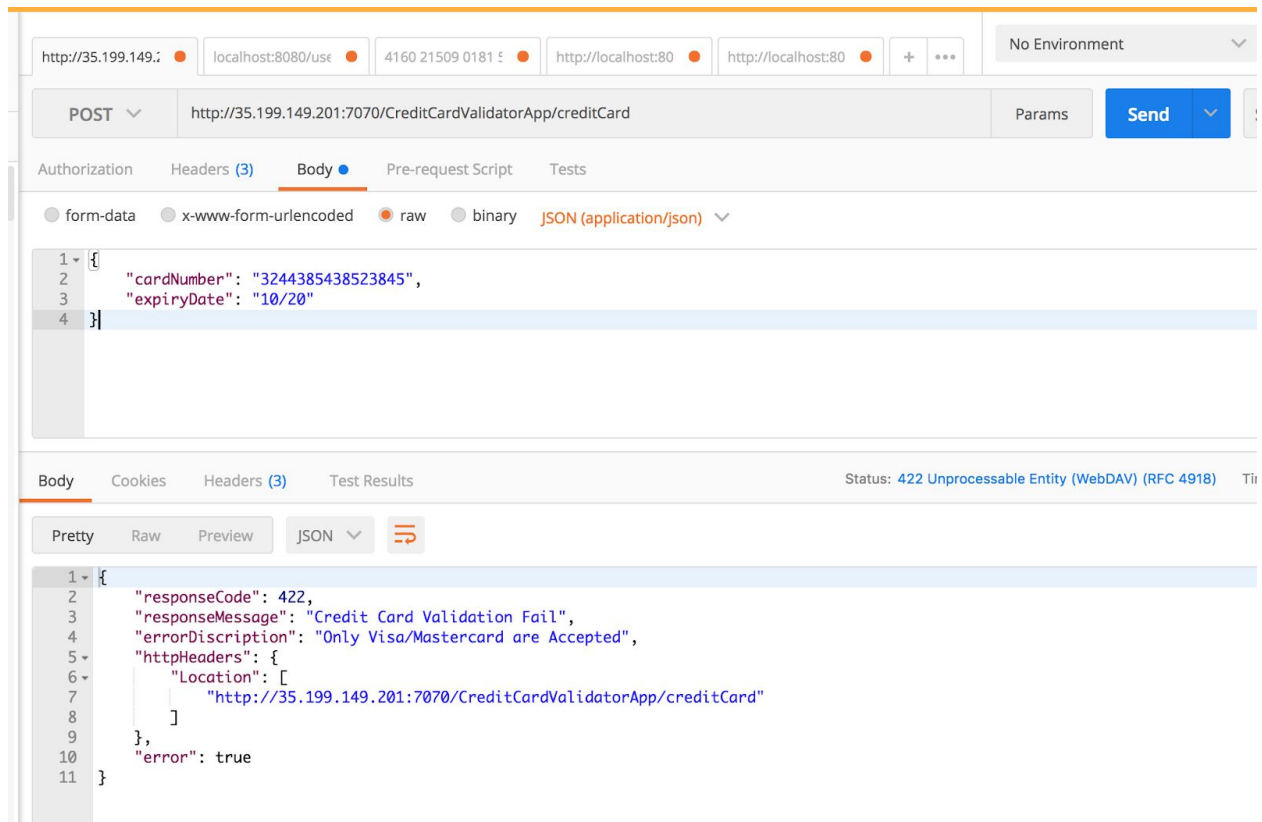 http://35.199.149.2 localhost:8080/use 4160 21509 0181 5 http://localhost:80 http://localhost:80 + ••• No Environment
POST http://35.199.149.201:7070/CreditCardValidatorApp/creditCard Params Send
Authorization Headers (3) Body Pre-request Script Tests
form-data x-www-form-urlencoded raw binary JSON (application/json)
1 {
2 "cardNumber": "3244385438523845",
3 "expiryDate": "10/20"
4 }
Body Cookies Headers (3) Test Results Status: 422 Unprocessable Entity (WebDAV) (RFC 4918)
Pretty Raw Preview JSON
1 {
2 "responseCode": 422,
3 "responseMessage": "Credit Card Validation Fail",
4 "errorDiscription": "Only Visa/Mastercard are Accepted",
5 "httpHeaders": {
6 "Location": [
7 "http://35.199.149.201:7070/CreditCardValidatorApp/creditCard"
8 ]
9 },
10 "error": true
11 }